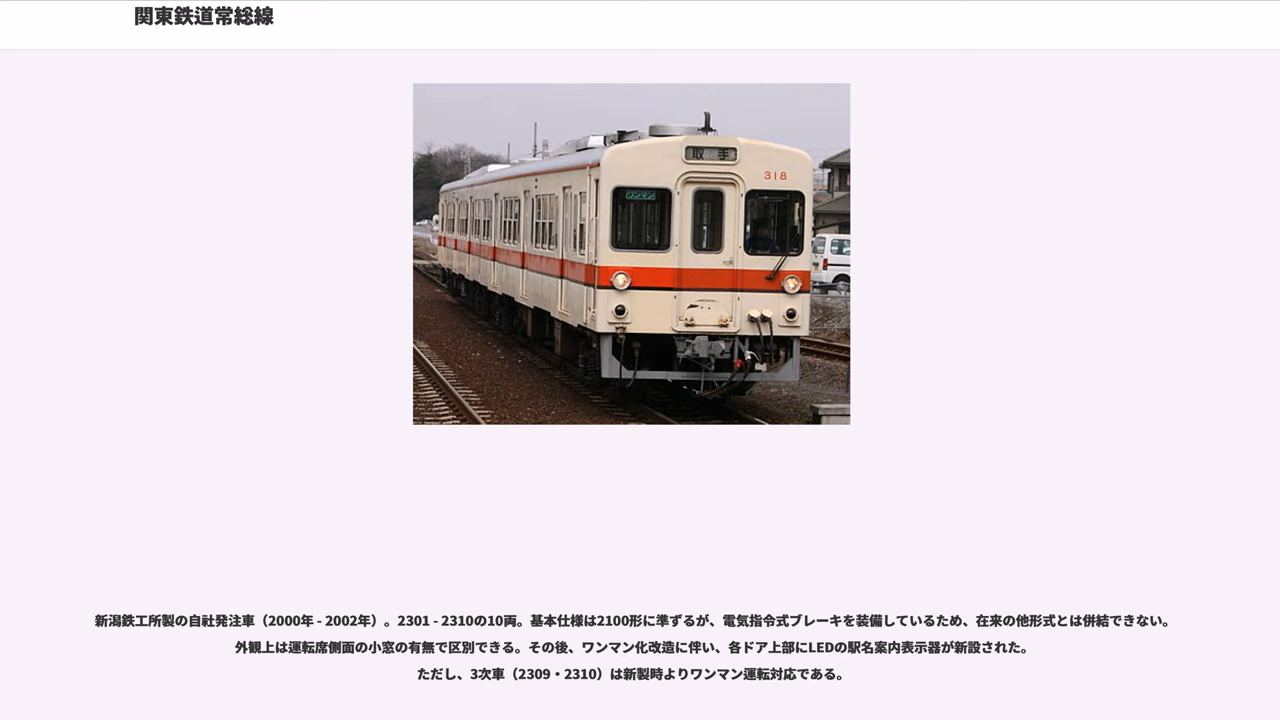 関東鉄道常総線
取手
318
ワンマン
新潟鉄工所製の自社発注車（2000年 - 2002年）。2301 - 2310の10両。基本仕様は2100形に準ずるが、電気指令式ブレーキを装備しているため、在来の他形式とは併結できない。
外観上は運転席側面の小窓の有無で区別できる。その後、ワンマン化改造に伴い、各ドア上部にLEDの駅名案内表示器が新設された。
ただし、3次車（2309・2310）は新製時よりワンマン運転対応である。